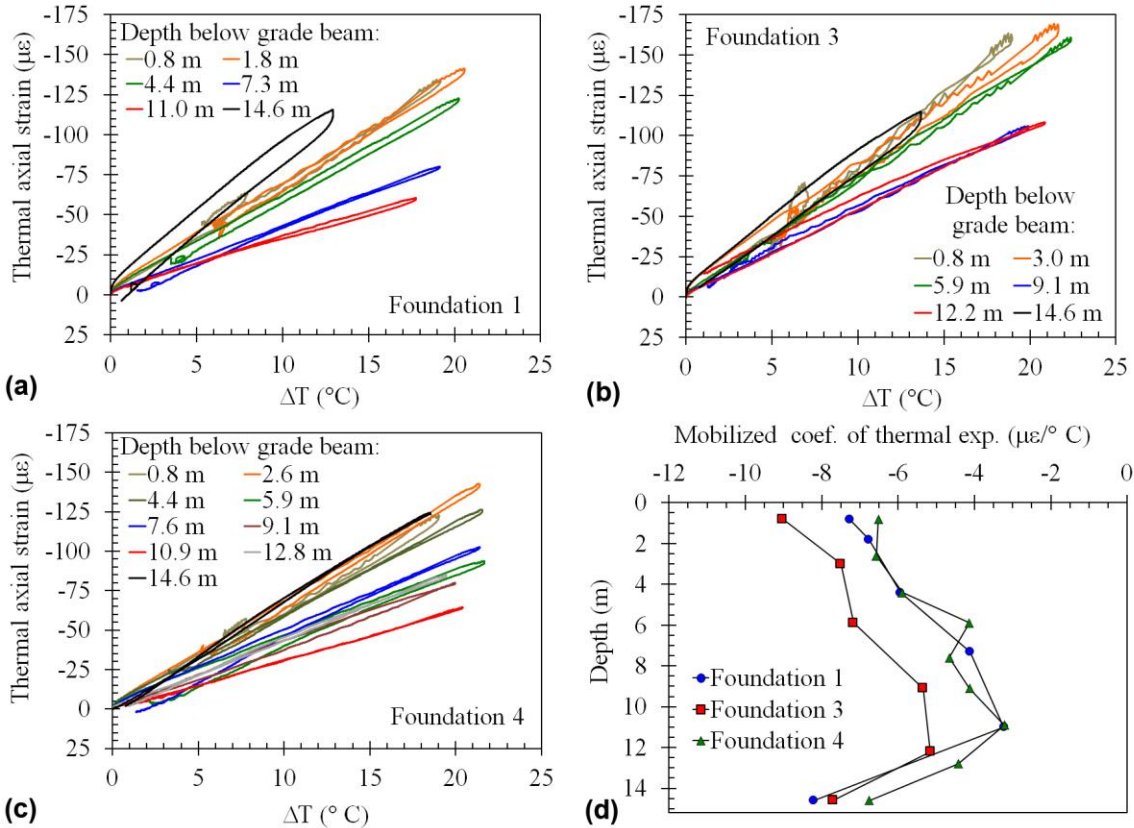 Thermal axial strain (µε)
-175
-150
-125
-100
-75
-50
-25
0
25
Depth below grade beam:
0.8 m 1.8 m
4.4 m 7.3 m
11.0 m 14.6 m
Foundation 1
0 5 10 15 20 25
ΔT (°C)
(a)
Thermal axial strain (µε)
-175
-150
-125
-100
-75
-50
-25
0
25
Foundation 3
Depth below
grade beam:
0.8 m 3.0 m
5.9 m 9.1 m
12.2 m 14.6 m
0 5 10 15 20 25
ΔT (°C)
(b)
Thermal axial strain (µε)
-175
-150
-125
-100
-75
-50
-25
0
25
Depth below grade beam:
0.8 m 2.6 m
4.4 m 5.9 m
7.6 m 9.1 m
10.9 m 12.8 m
14.6 m
Foundation 4
0 5 10 15 20 25
ΔT (° C)
(c)
Mobilized coef. of thermal exp. (µε/° C)
-12 -10 -8 -6 -4 -2 0
0
2
4
6
8
10
12
14
Depth (m)
Foundation 1
Foundation 3
Foundation 4
(d)